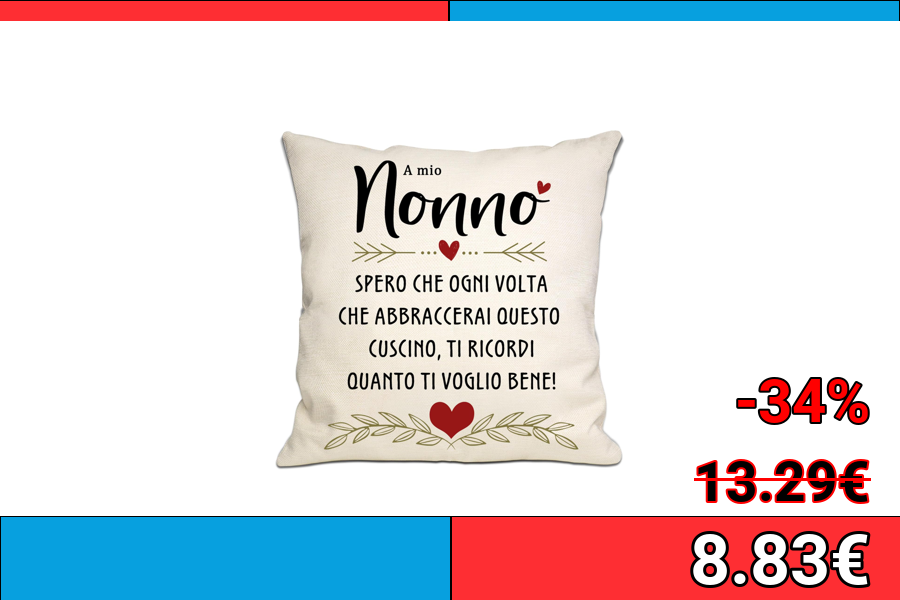 A mio
Nonno
SPERO CHE OGNI VOLTA
CHE ABBRACCERAI QUESTO
CUSCINO, TI RICORDI
QUANTO TI VOGLIO BENE!
-34%
13.29€
8.83€